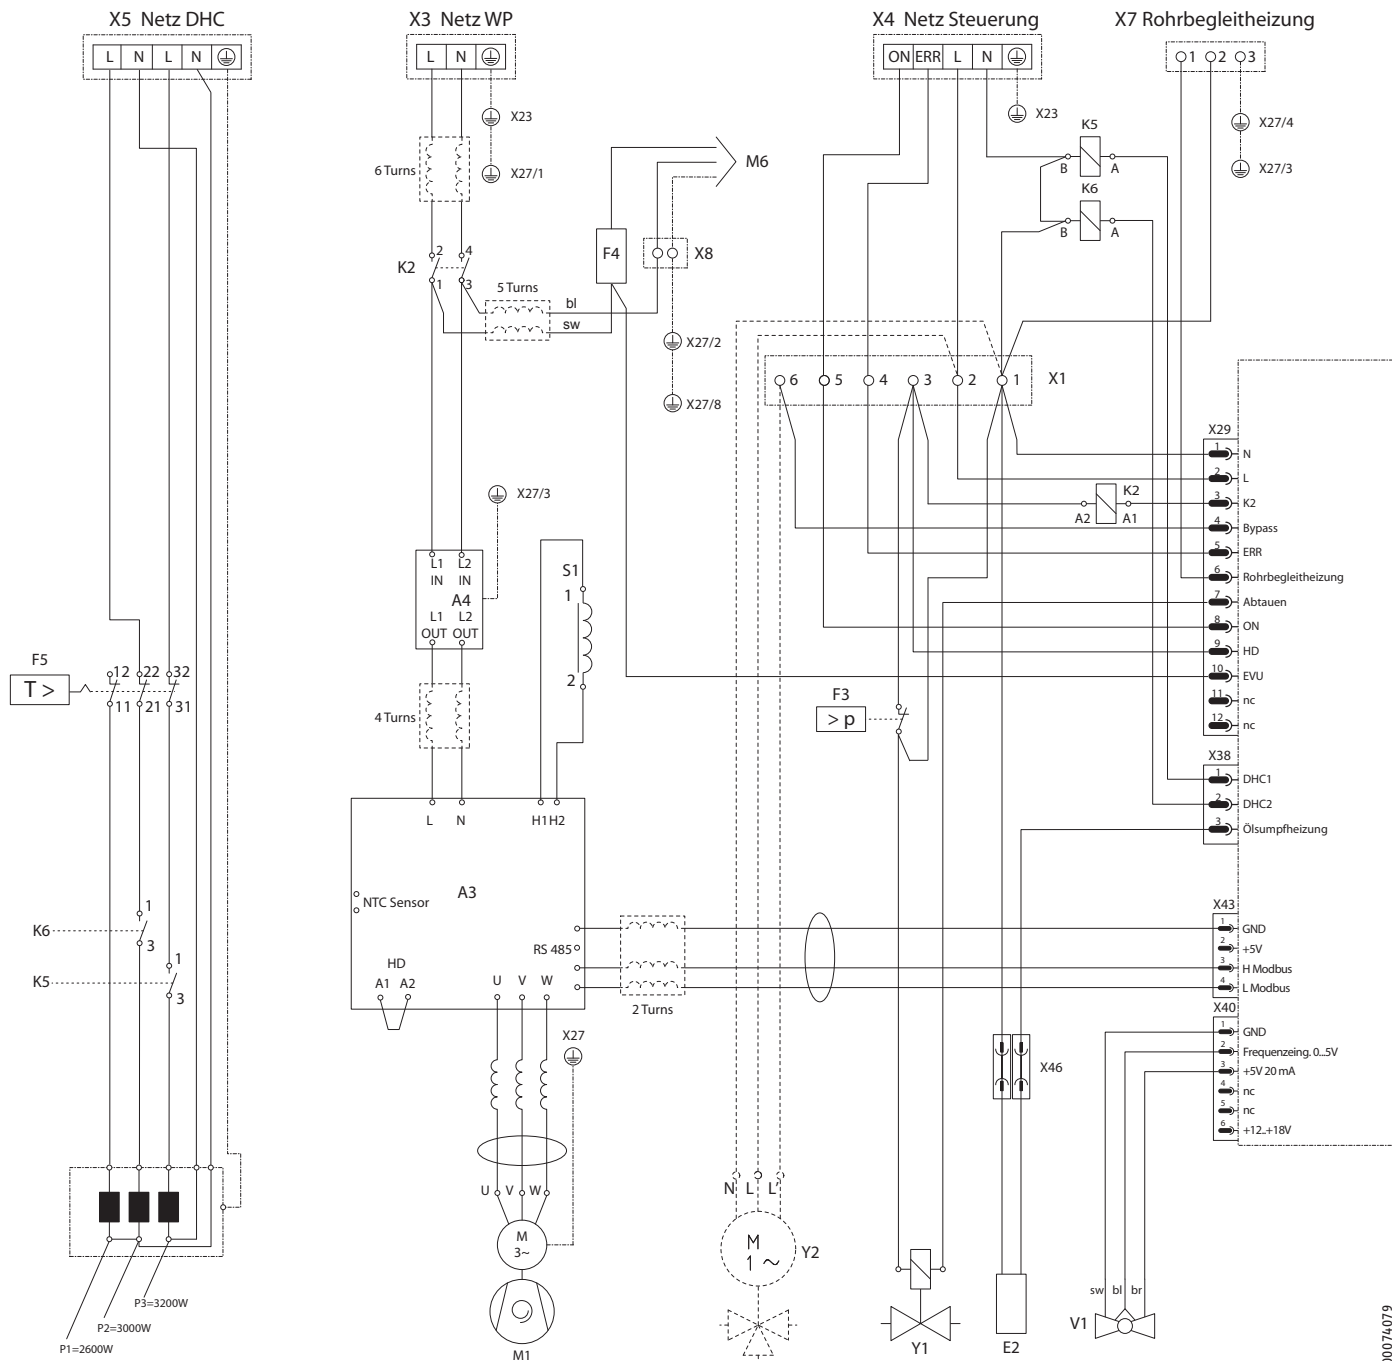 X5 Netz DHC
X3 Netz WP
X4 Netz Steuerung
X7 Rohrbegleitheizung
L N L N
L N
ON ERR L N
1 2 3
X23
X23
K5
X27/4
6 Turns
X27/1
M6
B A
X27/3
K6
B A
F4
X8
K2
2 4
1 3
5 Turns
bl
sw
X27/2
X27/8
6 5 4 3 2 1
X1
X29
1 N
2 L
3 K2
4 Bypass
5 ERR
6 Rohrbegleitheizung
7 Abtauen
8 ON
9 HD
10 EVU
11 nc
12 nc
K2
A2 A1
X27/3
L1 L2
IN IN
A4
L1 L2
OUT OUT
S1
1
2
F5
T >
12 22 32
11 21 31
4 Turns
F3
> p
X38
1 DHC1
2 DHC2
3 Ölsumpfheizung
L N H1 H2
A3
NTC Sensor
RS 485
HD
A1 A2
U V W
K6
1
3
K5
1
3
2 Turns
X43
1 GND
2 +5V
3 H Modbus
4 L Modbus
X40
1 GND
2 Frequenzeing. 0...5V
3 +5V 20 mA
4 nc
5 nc
6 +12..+18V
X27
X46
U V W
M
3~
M1
N L L'
M
1 ~
Y2
Y1
E2
sw bl br
V1
P3=3200W
P2=3000W
P1=2600W